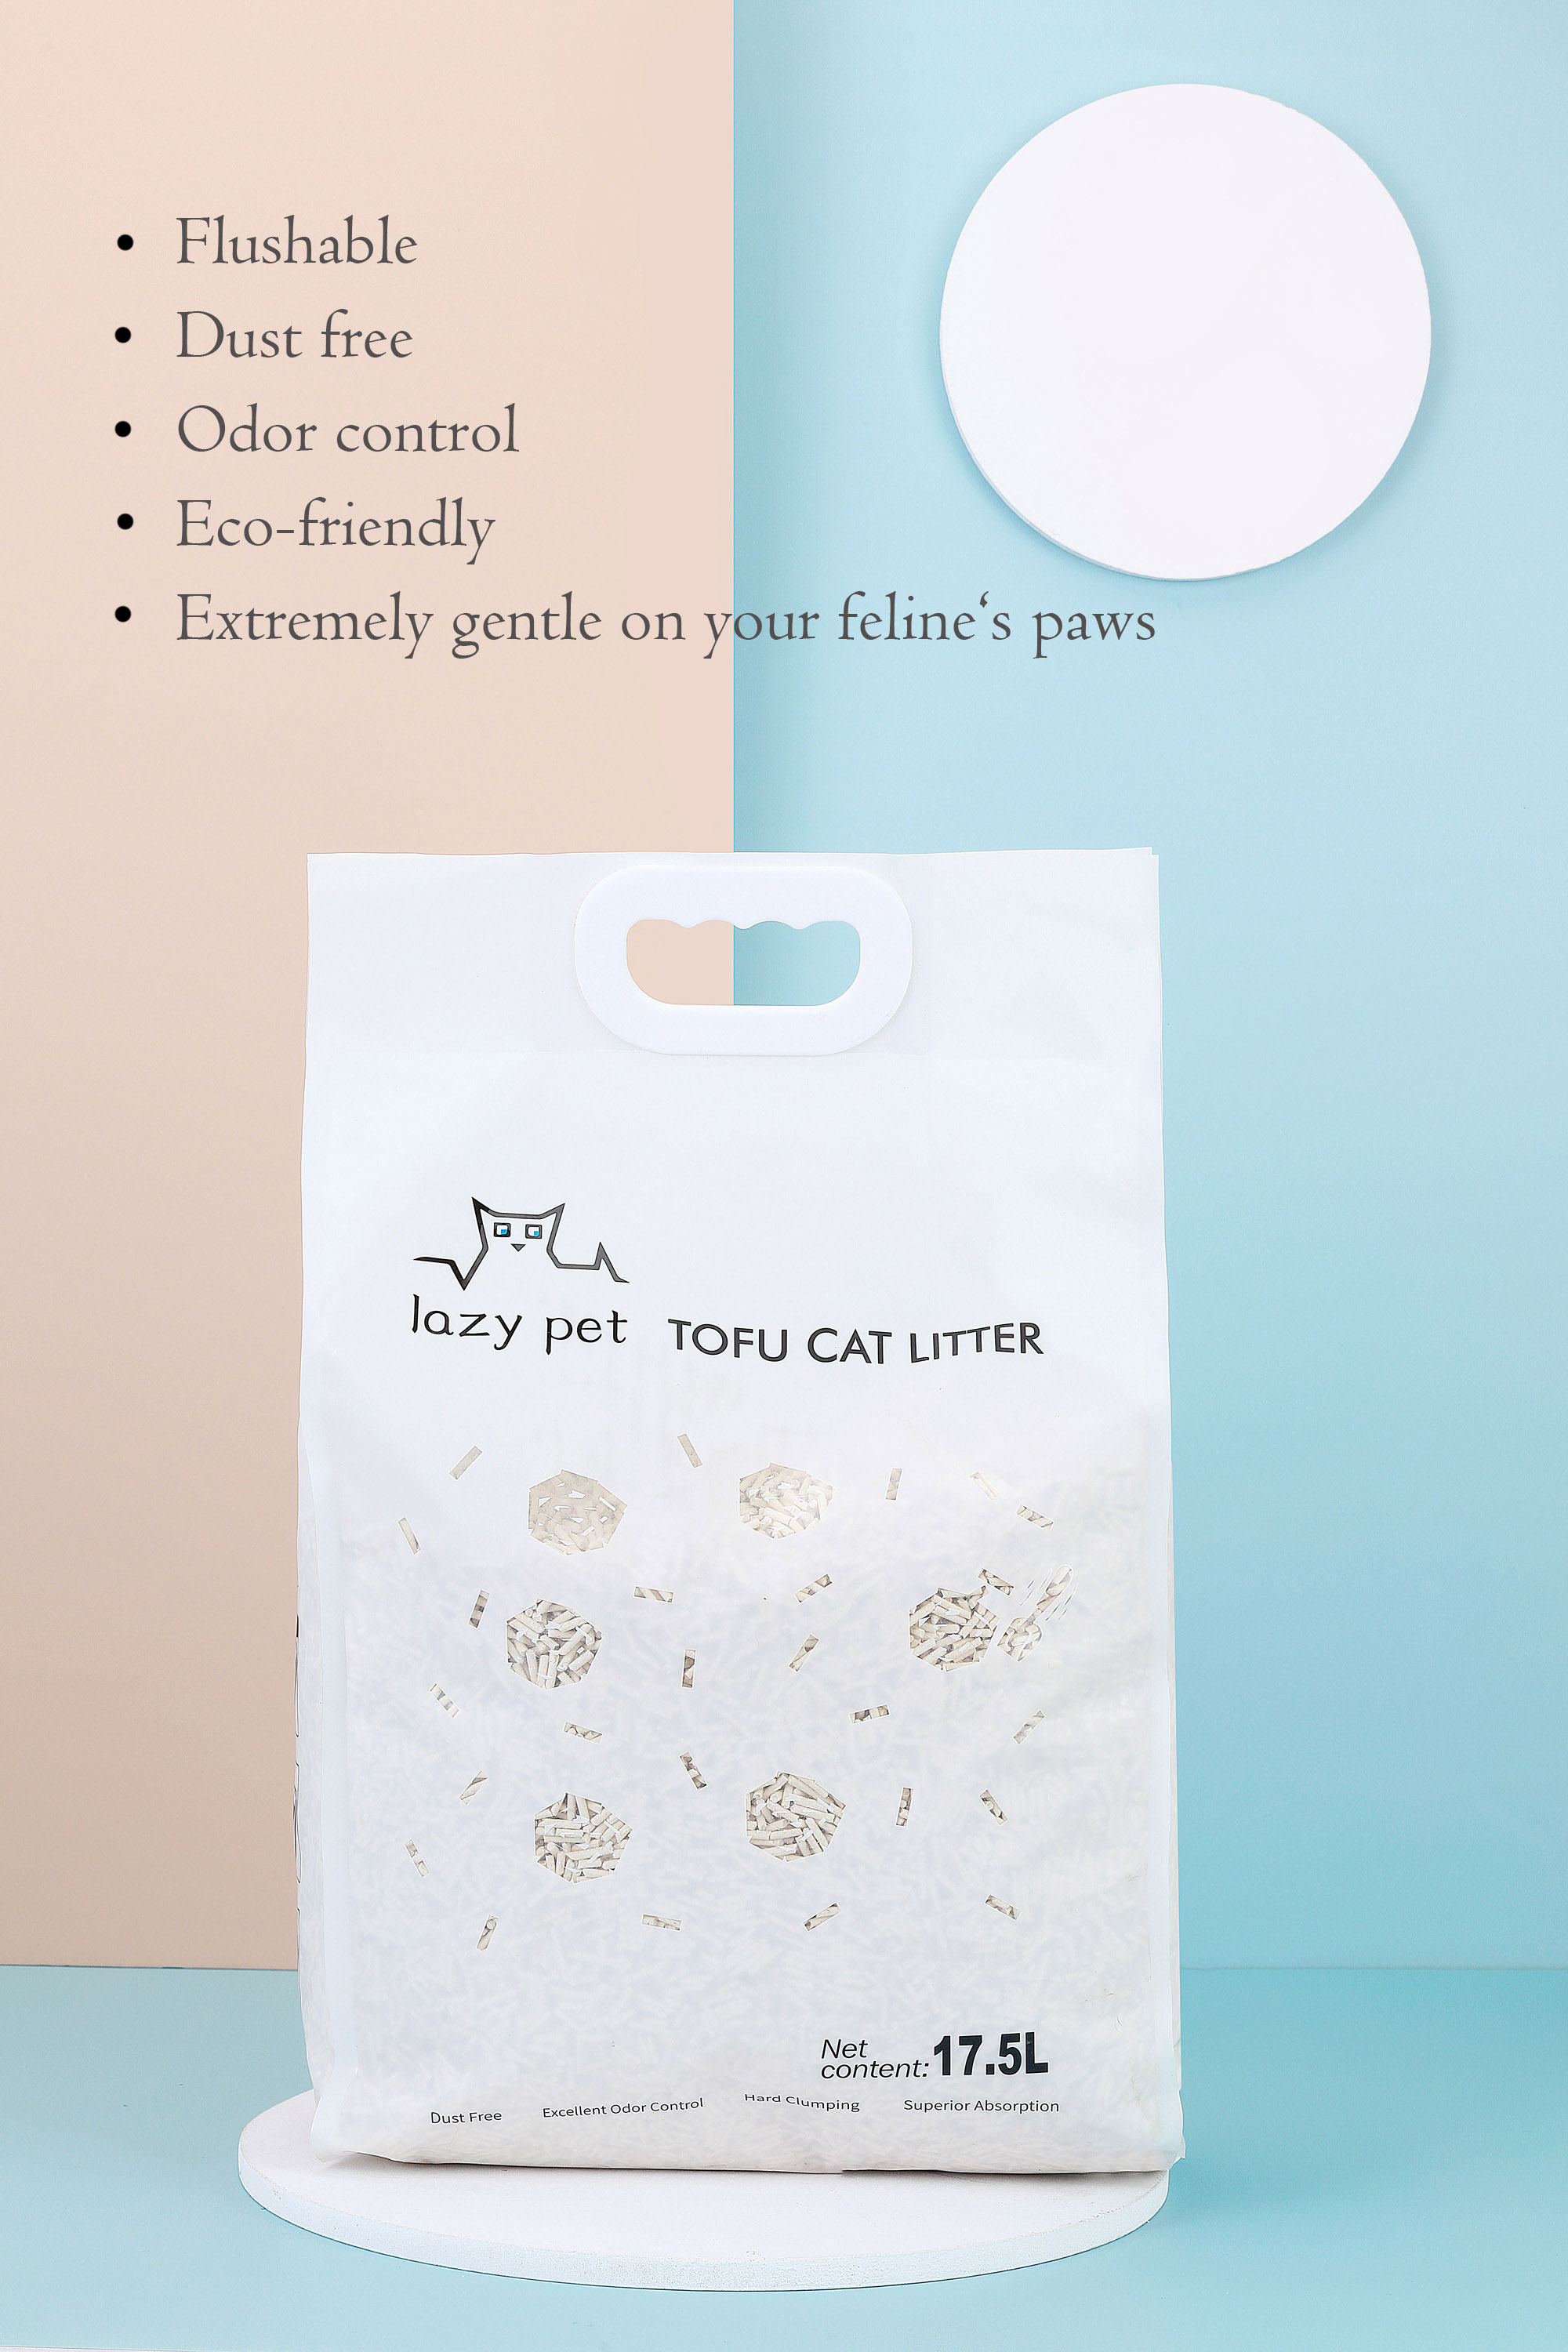 • Flushable
• Dust free
• Odor control
• Eco-friendly
• Extremely gentle on your feline‘s paws
lazy pet TOFU CAT LITTER
Net
content: 17.5L
Dust Free Excellent Odor Control Hard Clumping Superior Absorption